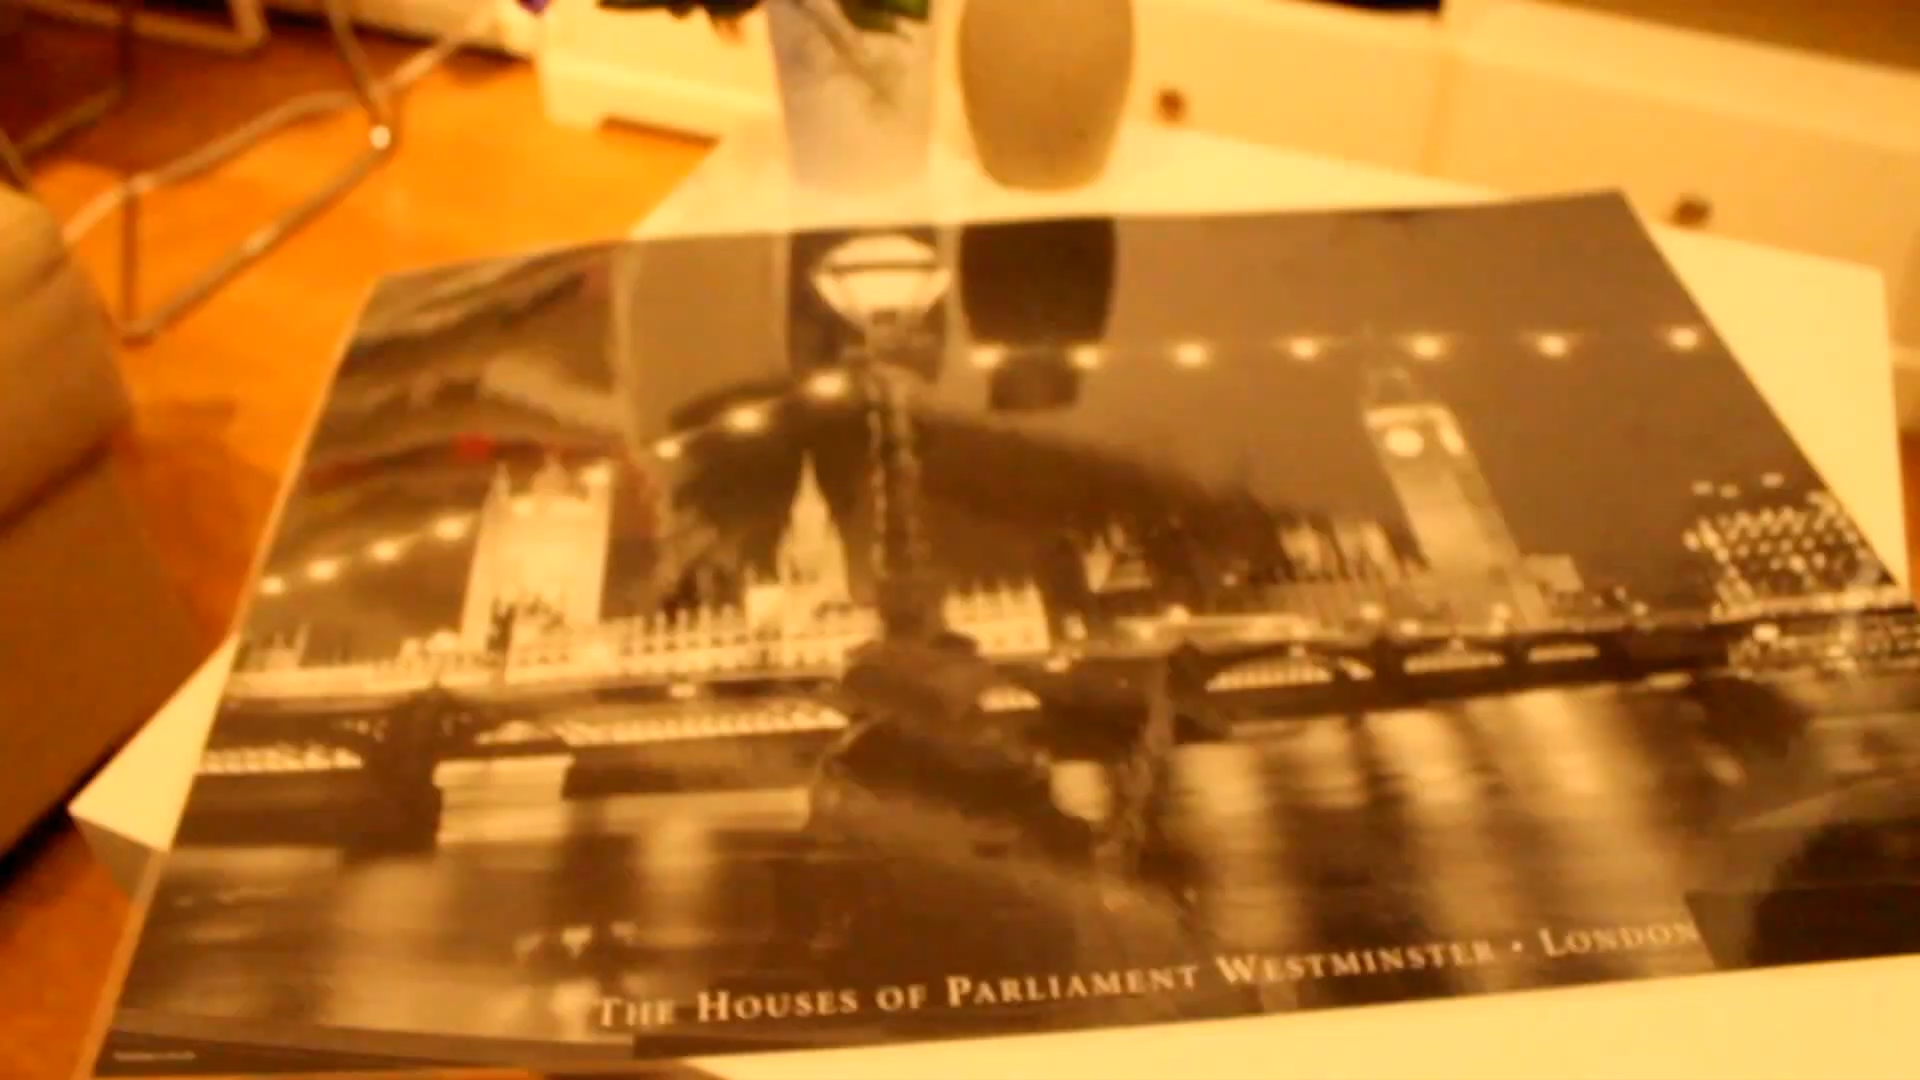 THE HOUSES OF PARLIAMENT WESTMINSTER • LONDON